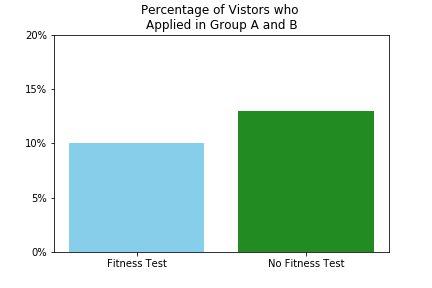 Percentage of Vistors who
Applied in Group A and B
20%
15%
10%
5%
0%
Fitness Test
No Fitness Test